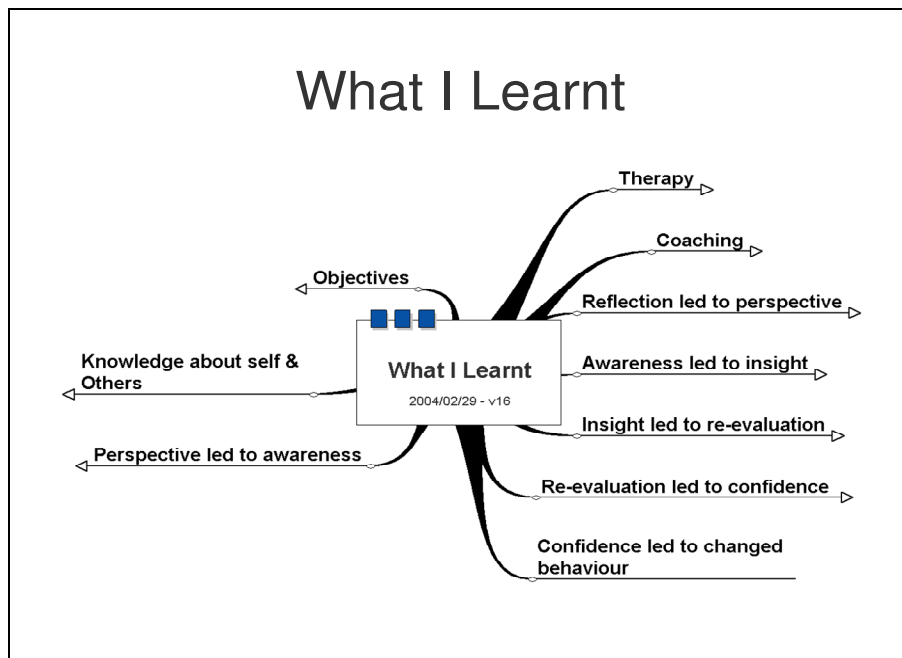 What I Learnt
Therapy
Coaching
Reflection led to perspective
Awareness led to insight
Insight led to re-evaluation
Re-evaluation led to confidence
Confidence led to changed
behaviour
Objectives
Knowledge about self &
Others
Perspective led to awareness
What I Learnt
2004/02/29 - v16